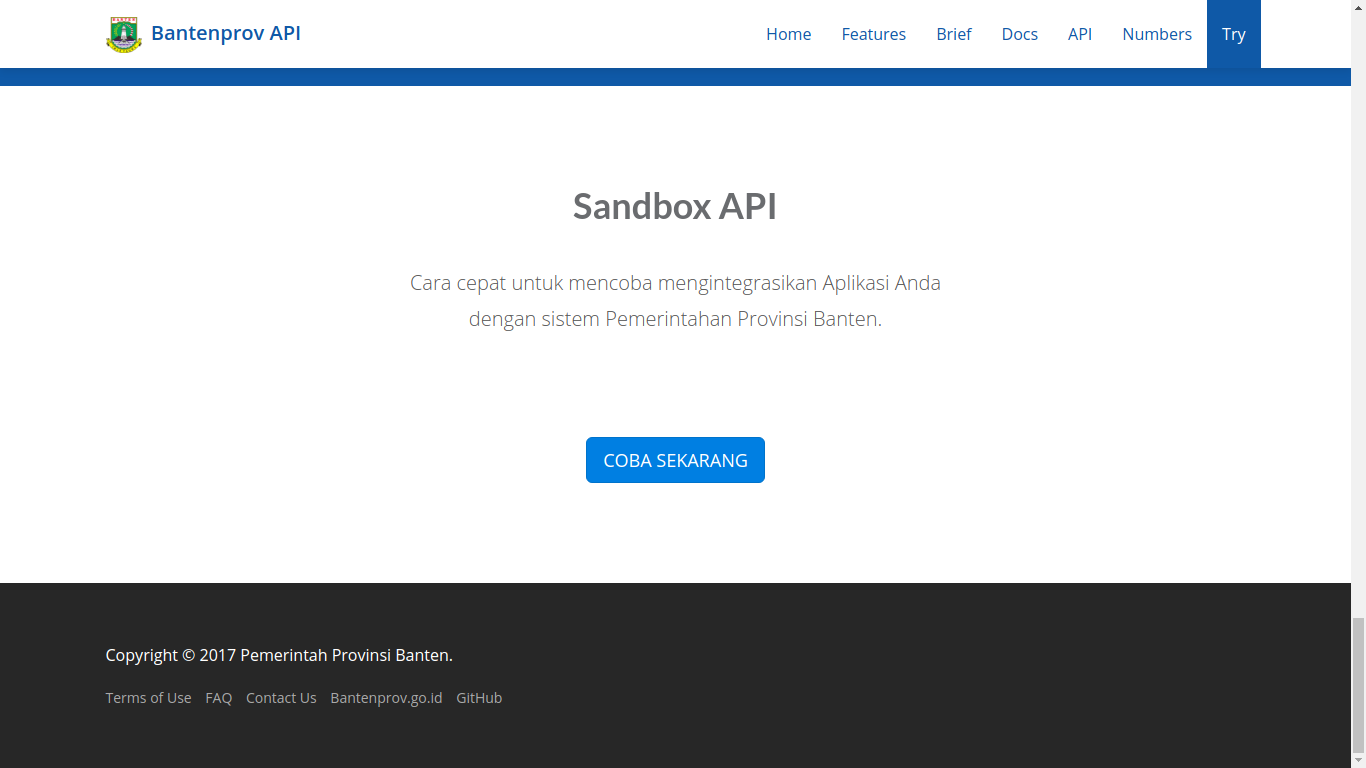 Bantenprov API
Home Features Brief Docs API Numbers Try
Sandbox API
Cara cepat untuk mencoba mengintegrasikan Aplikasi Anda
dengan sistem Pemerintahan Provinsi Banten.
COBA SEKARANG
Copyright © 2017 Pemerintah Provinsi Banten.
Terms of Use FAQ Contact Us Bantenprov.go.id GitHub